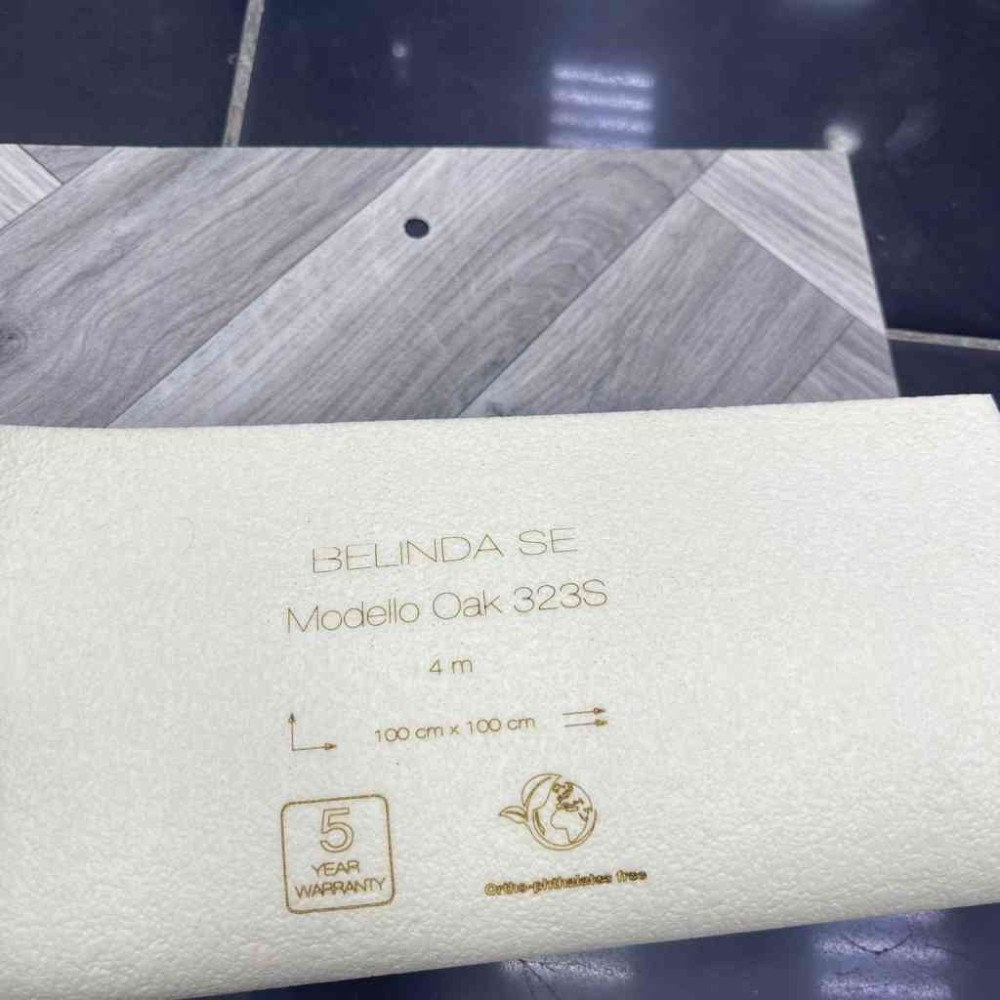 BELINDA SE
Modello Oak 323S
4 m
100 cm x 100 cm
5
YEAR
WARRANTY
Ortho-phthalates free